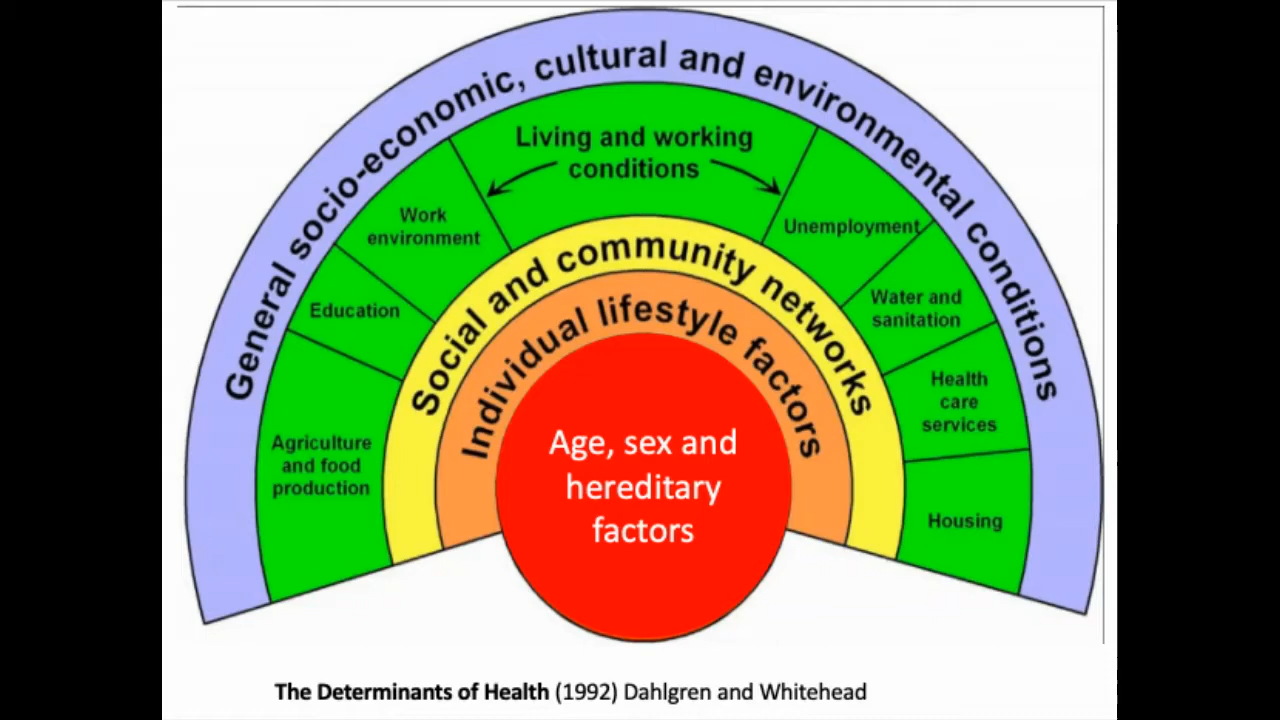 General socio-economic, cultural and environmental conditions
Living and working
conditions
Work
environment
Unemployment
Education
Water and
sanitation
Agriculture
and food
production
Health
care
services
Housing
Social and community networks
Individual lifestyle factors
Age, sex and
hereditary
factors
The Determinants of Health (1992) Dahlgren and Whitehead